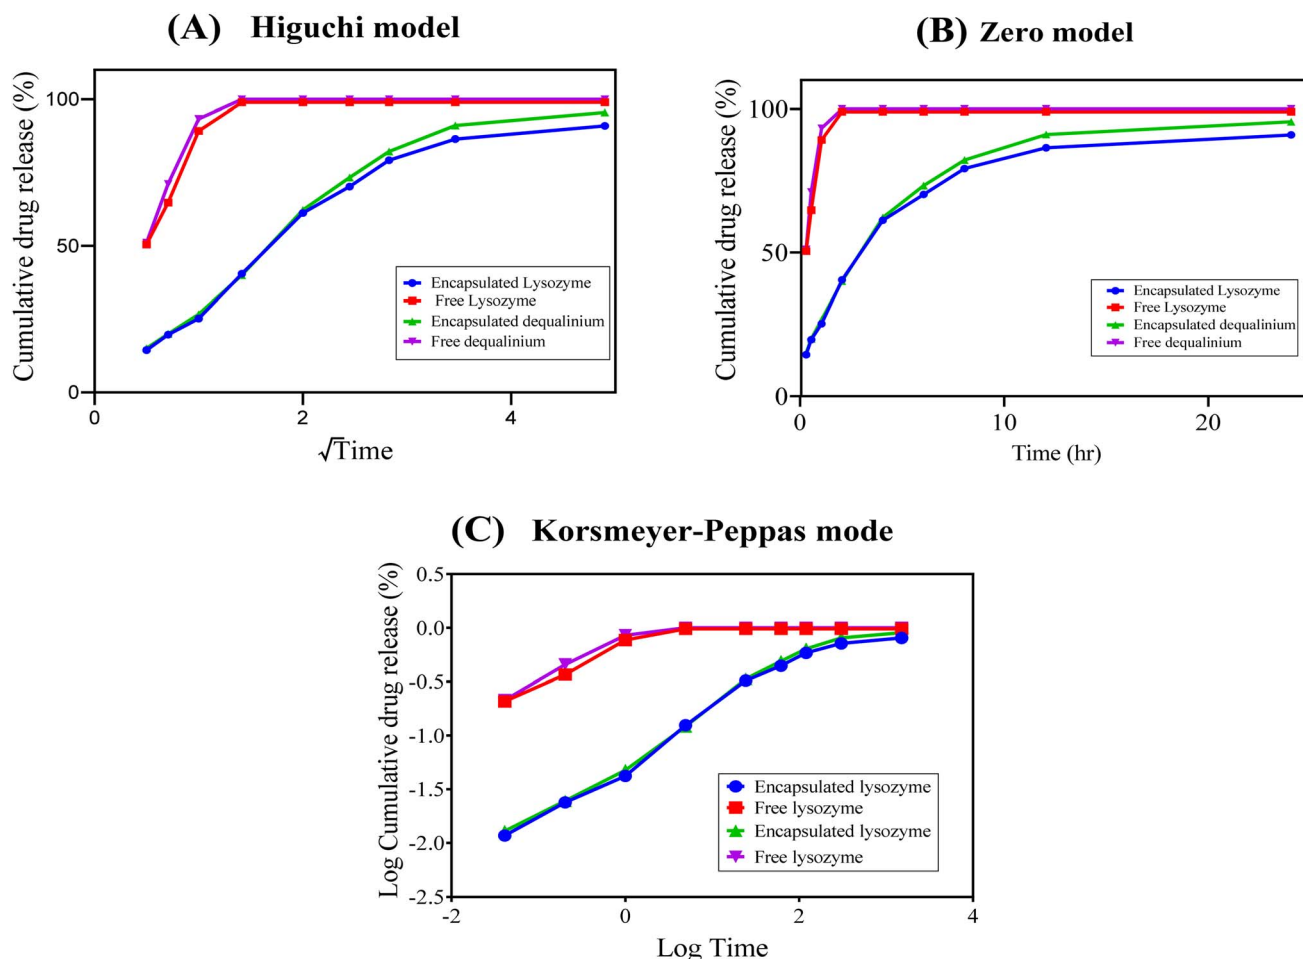 (A) Higuchi model
Cumulative drug release (%)
100
50
0
0 2 4
√Time
Encapsulated Lysozyme
Free Lysozyme
Encapsulated dequalinium
Free dequalinium
(B) Zero model
Cumulative drug release (%)
100
50
0
0 10 20
Time (hr)
Encapsulated Lysozyme
Free Lysozyme
Encapsulated dequalinium
Free dequalinium
(C) Korsmeyer-Peppas mode
Log Cumulative drug release (%)
0.5
0.0
-0.5
-1.0
-1.5
-2.0
-2.5
-2 0 2 4
Log Time
Encapsulated lysozyme
Free lysozyme
Encapsulated lysozyme
Free lysozyme